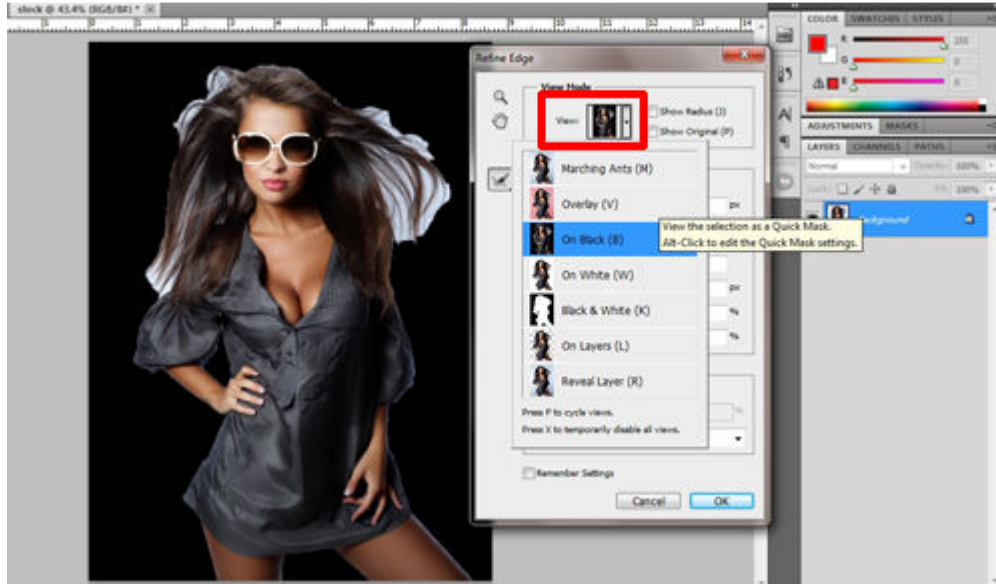 stock @ 43.4% (RGB/8#) *
Refine Edge
View Mode
View:
Show Radius (J)
Show Original (P)
Marching Ants (M)
Overlay (V)
On Black (B)
On White (W)
Black & White (K)
On Layers (L)
Reveal Layer (R)
Press F to cycle views.
Press X to temporarily disable all views.
px
px
%
%
%
View the selection as a Quick Mask.
Alt-Click to edit the Quick Mask settings.
Remember Settings
Cancel
OK
COLOR SWATCHES STYLES
R
G
ADJUSTMENTS MASKS
LAYERS CHANNELS PATHS
Normal
Opacity: 100%
100%
Background